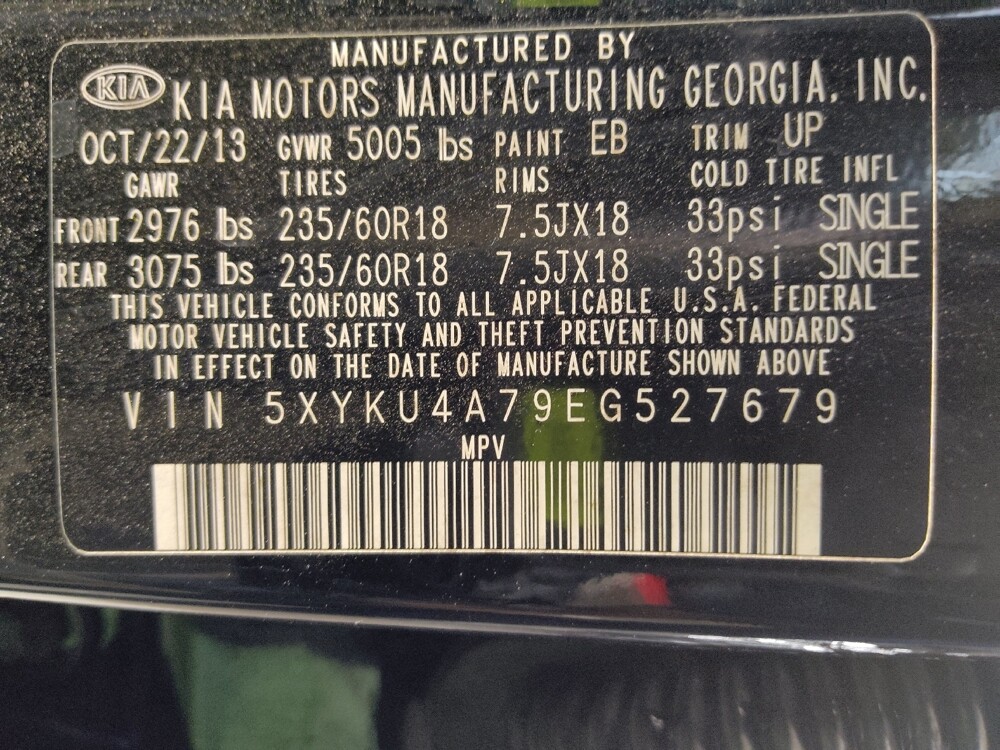 MANUFACTURED BY
KIA KIA MOTORS MANUFACTURING GEORGIA, INC.
OCT/22/13 GVWR 5005 lbs PAINT EB TRIM UP
GAWR TIRES RIMS COLD TIRE INFL
FRONT 2976 lbs 235/60R18 7.5JX18 33psi SINGLE
REAR 3075 lbs 235/60R18 7.5JX18 33psi SINGLE
THIS VEHICLE CONFORMS TO ALL APPLICABLE U.S.A. FEDERAL
MOTOR VEHICLE SAFETY AND THEFT PREVENTION STANDARDS
IN EFFECT ON THE DATE OF MANUFACTURE SHOWN ABOVE
VIN 5XYKU4A79EG527679
MPV